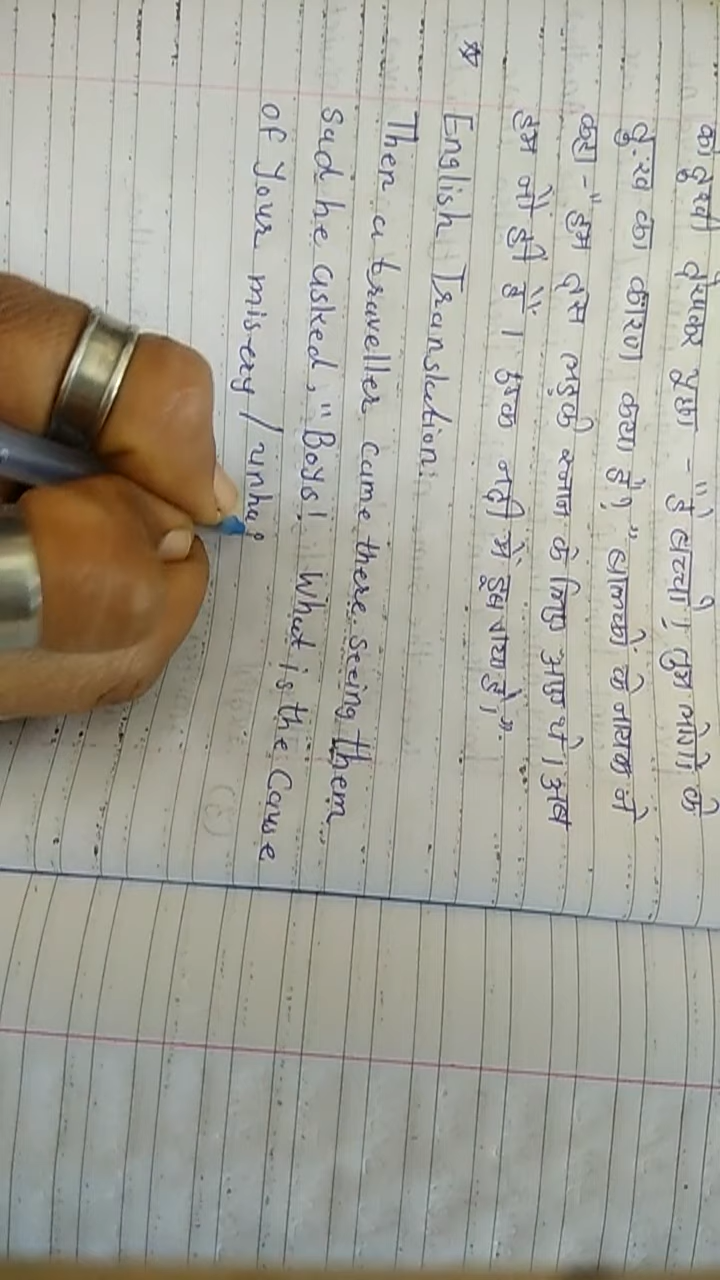 को दुखी देखकर पुछा - "हे बच्चो! तुम लोगो के
दुःख का कारण क्या है?" बालको के नायक ने
कहा - "हम दस लड़के स्नान के लिए आए थे। अब
हम नौ ही हैं। एक नदी में डूब गया है।"
* English Translation:
Then a traveller came there. Seeing them
Sad he asked, "Boys! What is the Cause
of your misery / unha